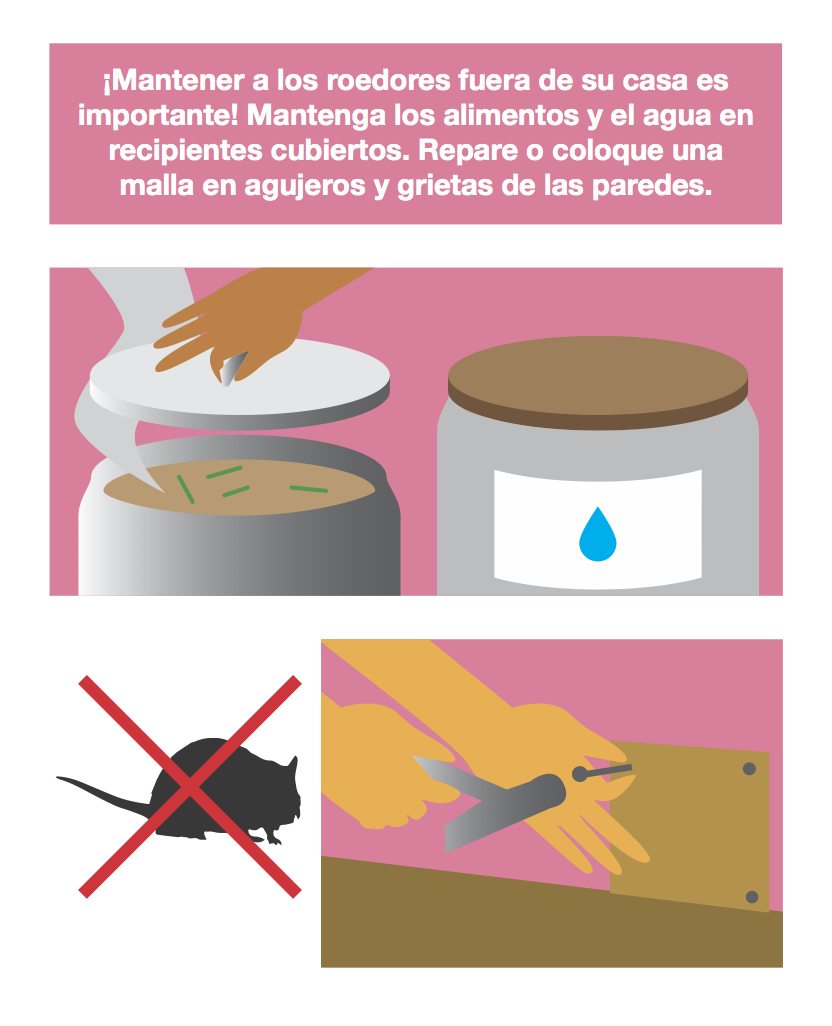 ¡Mantener a los roedores fuera de su casa es
importante! Mantenga los alimentos y el agua en
recipientes cubiertos. Repare o coloque una
malla en agujeros y grietas de las paredes.